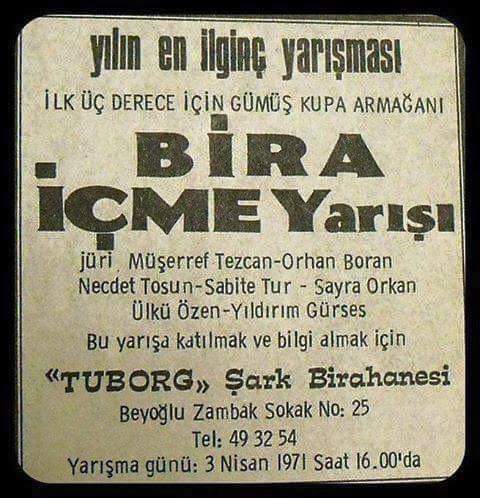 yılın en ilginç yarışması
İLK ÜÇ DERECE İÇİN GÜMÜŞ KUPA ARMAĞANI
BİRA
İÇME Yarışı
jüri Müşerref Tezcan-Orhan Boran
Necdet Tosun-Sabite Tur - Sayra Orkan
Ülkü Özen-Yıldırım Gürses
Bu yarışa katılmak ve bilgi almak için
«TUBORG» Şark Birahanesi
Beyoğlu Zambak Sokak No: 25
Tel: 49 32 54
Yarışma günü: 3 Nisan 1971 Saat 16.00'da